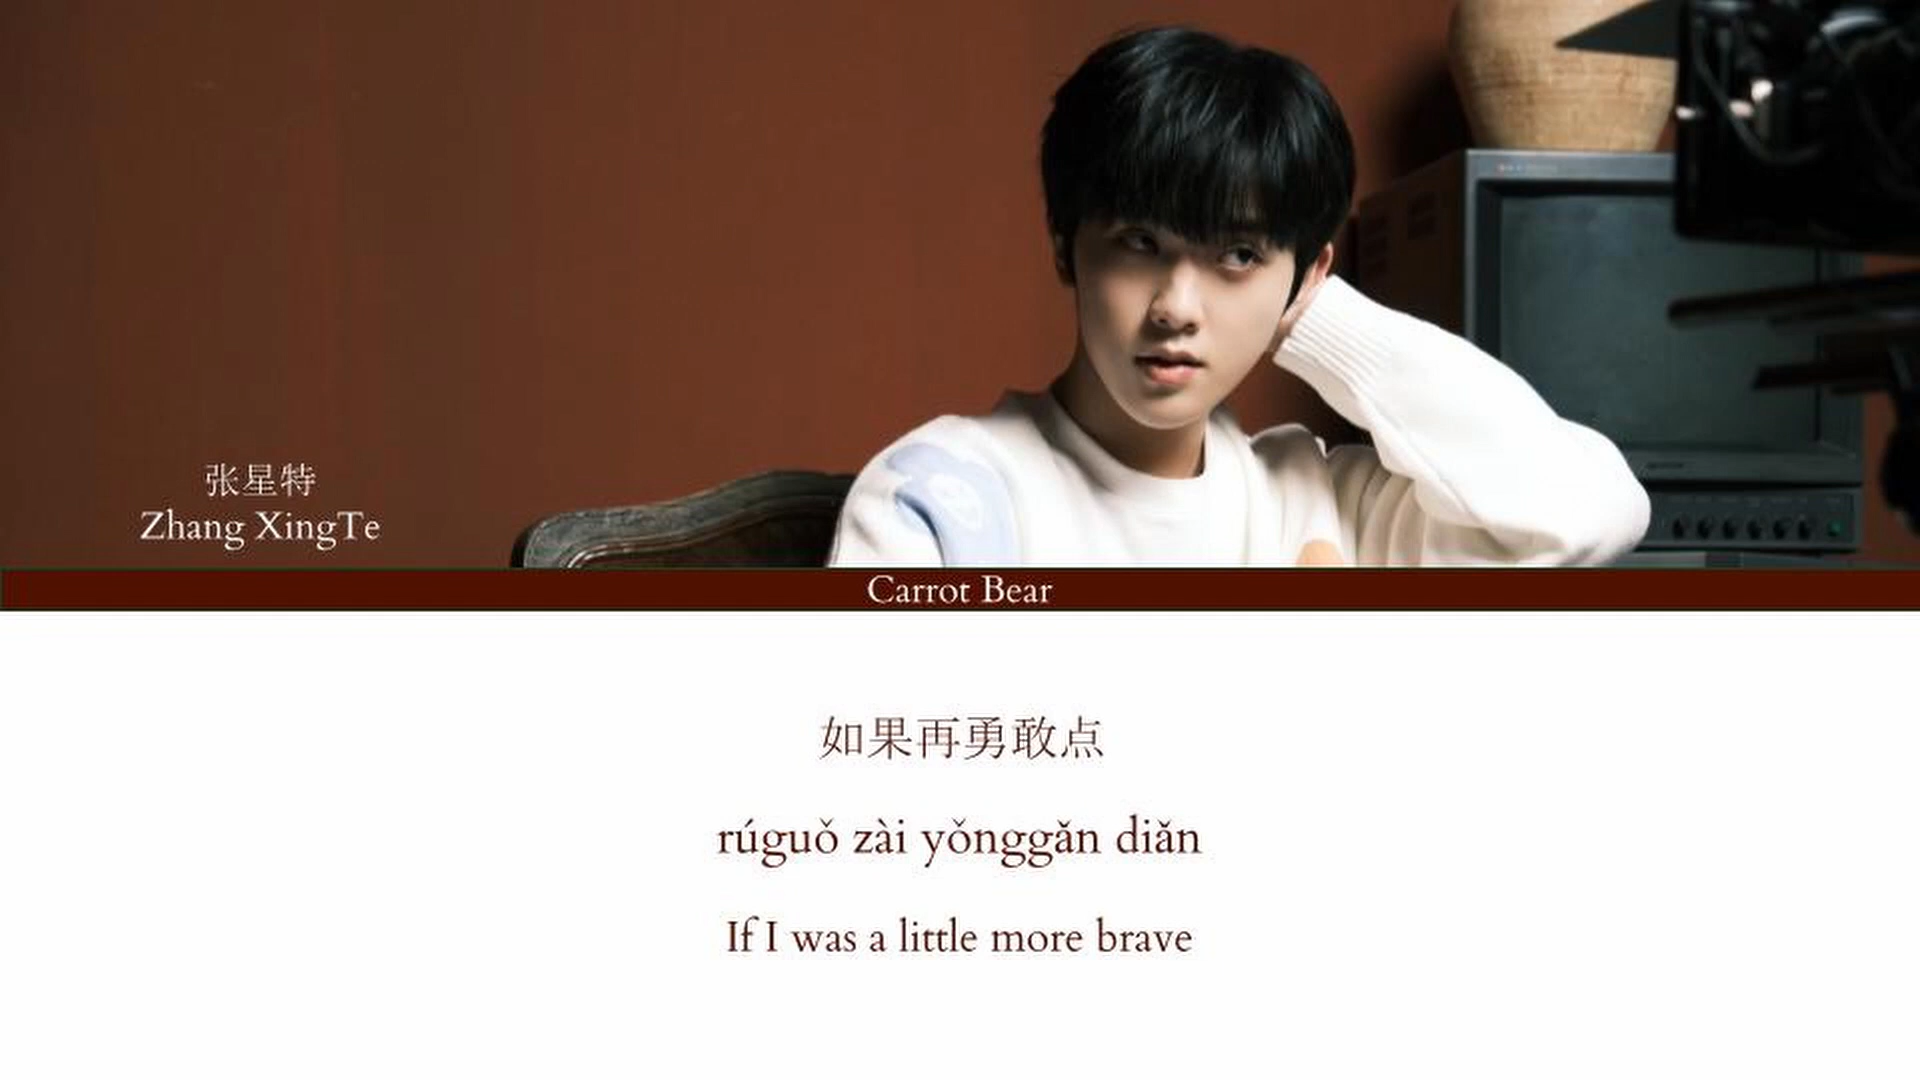 张星特
Zhang XingTe
Carrot Bear
如果再勇敢点
rúguǒ zài yǒnggǎn diǎn
If I was a little more brave